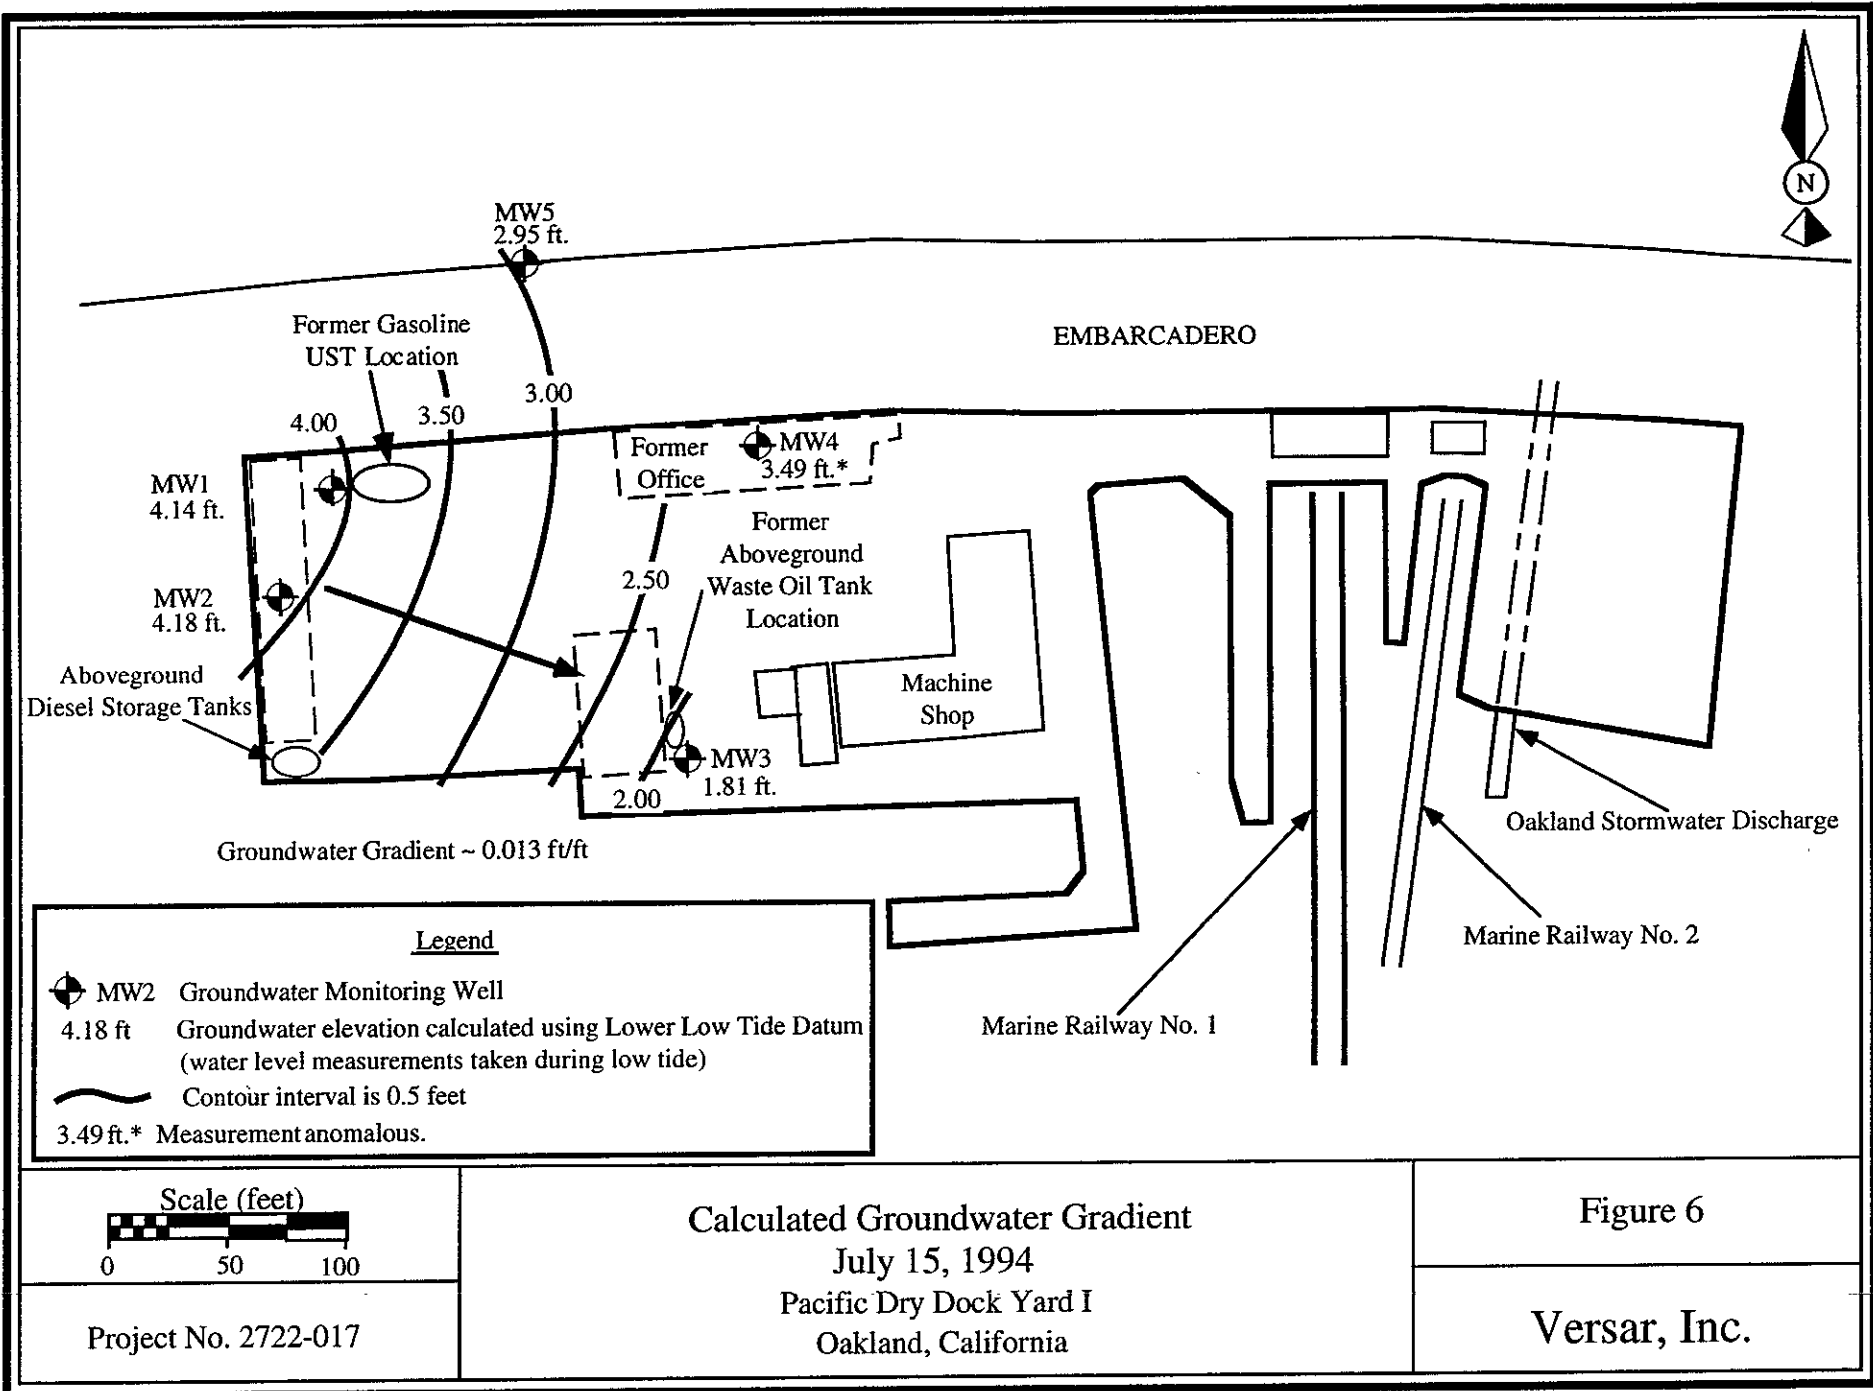 N
MW5
2.95 ft.
Former Gasoline
UST Location
EMBARCADERO
4.00
3.50
3.00
Former
Office
MW4
3.49 ft.*
MW1
4.14 ft.
Former
Aboveground
Waste Oil Tank
Location
2.50
MW2
4.18 ft.
Aboveground
Diesel Storage Tanks
Machine
Shop
MW3
1.81 ft.
2.00
Oakland Stormwater Discharge
Groundwater Gradient ~ 0.013 ft/ft
Marine Railway No. 2
Marine Railway No. 1
Legend
MW2 Groundwater Monitoring Well
4.18 ft Groundwater elevation calculated using Lower Low Tide Datum
(water level measurements taken during low tide)
Contour interval is 0.5 feet
3.49 ft.* Measurement anomalous.
Scale (feet)
0 50 100
Project No. 2722-017
Calculated Groundwater Gradient
July 15, 1994
Pacific Dry Dock Yard I
Oakland, California
Figure 6
Versar, Inc.